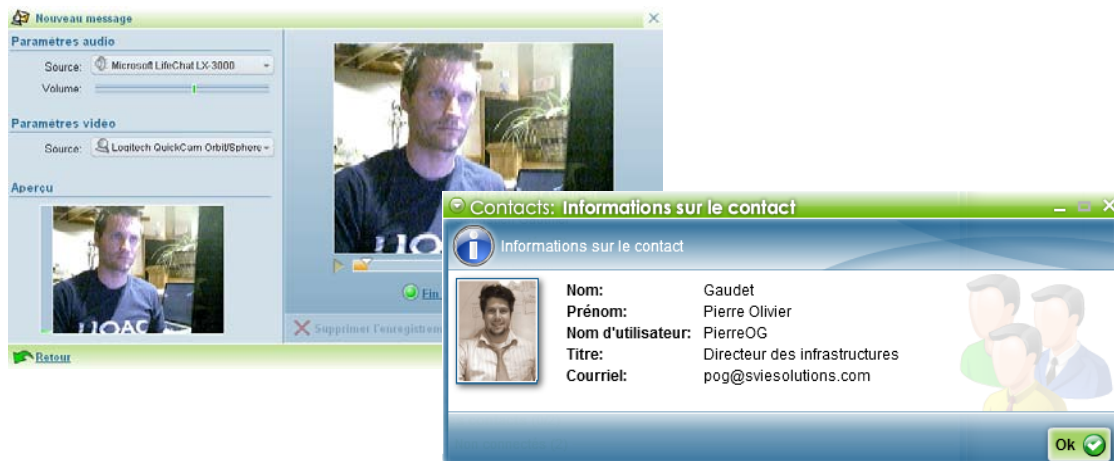 Nouveau message
Paramètres audio
Source: Microsoft LifeChat LX-3000
Volume:
Paramètres vidéo
Source: Logitech QuickCam Orbit/Sphere
Aperçu
Supprimer l'enregistrem
Retour
Contacts: Informations sur le contact
Informations sur le contact
Nom: Gaudet
Prénom: Pierre Olivier
Nom d'utilisateur: PierreOG
Titre: Directeur des infrastructures
Courriel: pog@sviesolutions.com
Ok